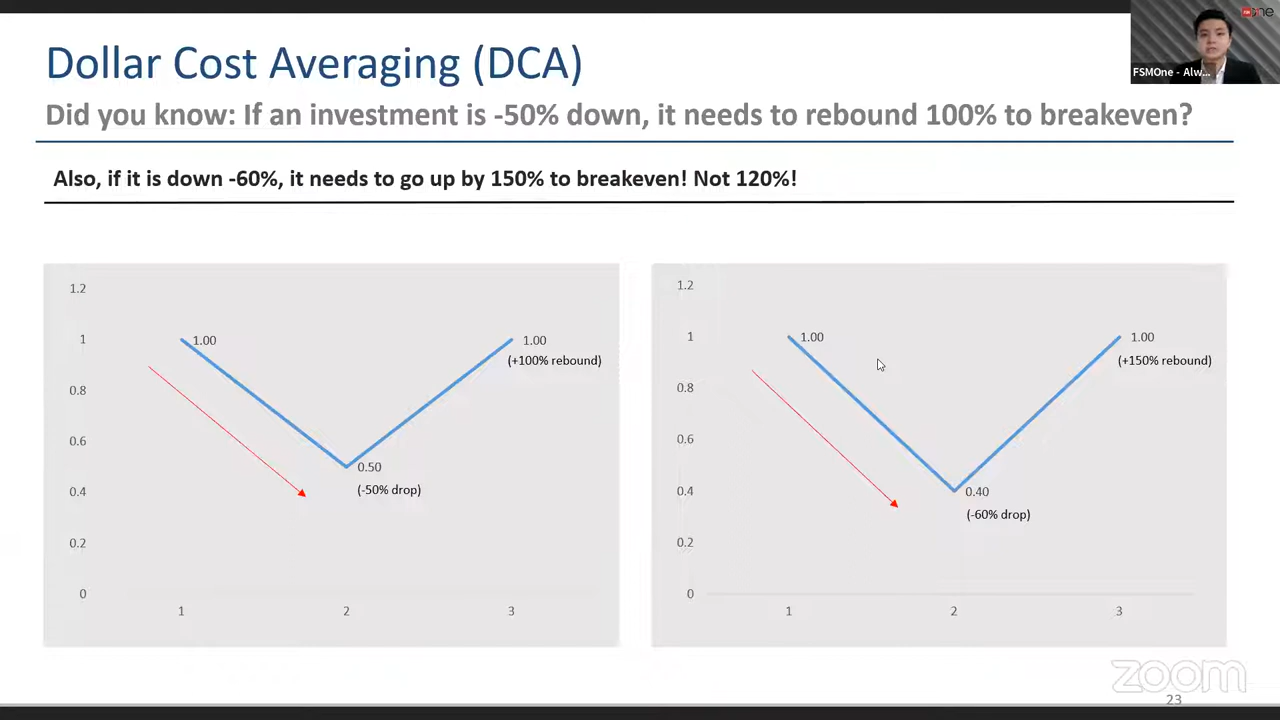 Dollar Cost Averaging (DCA)
FSMOne - Alw...
Did you know: If an investment is -50% down, it needs to rebound 100% to breakeven?
Also, if it is down -60%, it needs to go up by 150% to breakeven! Not 120%!
1.2
1
0.8
0.6
0.4
0.2
0
1.00
0.50
(-50% drop)
1.00
(+100% rebound)
1 2 3
1.2
1
0.8
0.6
0.4
0.2
0
1.00
0.40
(-60% drop)
1.00
(+150% rebound)
1 2 3
zoom
23